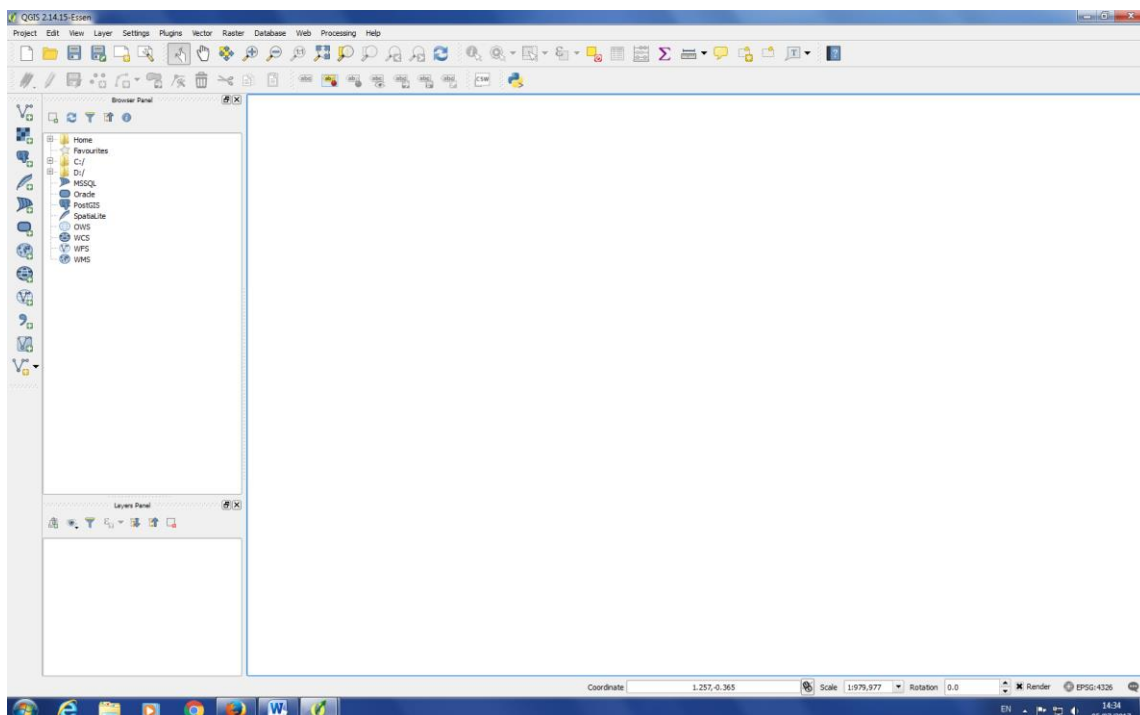 QGIS 2.14.15-Essen
Project Edit View Layer Settings Plugins Vector Raster Database Web Processing Help
CSW
Browser Panel
Home
Favourites
C:/
D:/
MSSQL
Oracle
PostGIS
SpatiaLite
OWS
WCS
WFS
WMS
Layers Panel
Coordinate 1.257,-0.365 Scale 1:979,977 Rotation 0.0 Render EPSG:4326
EN 14:34